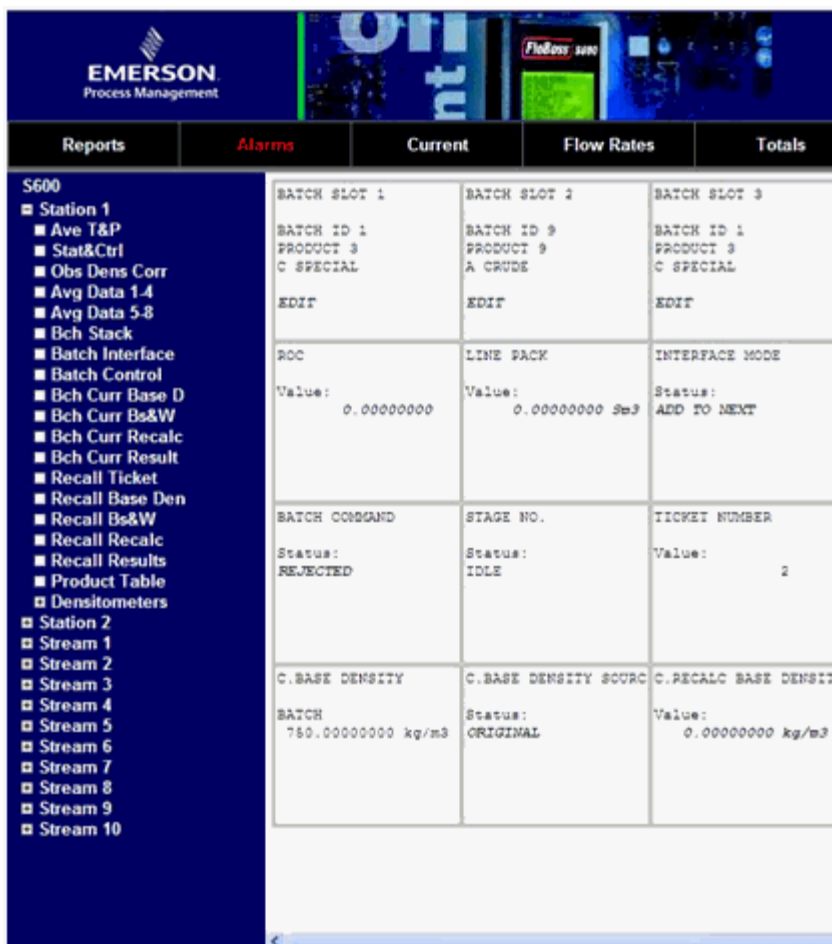 EMERSON
Process Management
oil
nt
FloBoss S600
Reports Alarms Current Flow Rates Totals
S600
Station 1
Ave T&P
Stat&Ctrl
Obs Dens Corr
Avg Data 1-4
Avg Data 5-8
Bch Stack
Batch Interface
Batch Control
Bch Curr Base D
Bch Curr Bs&W
Bch Curr Recalc
Bch Curr Result
Recall Ticket
Recall Base Den
Recall Bs&W
Recall Recalc
Recall Results
Product Table
Densitometers
Station 2
Stream 1
Stream 2
Stream 3
Stream 4
Stream 5
Stream 6
Stream 7
Stream 8
Stream 9
Stream 10
BATCH SLOT 1
BATCH ID 1
PRODUCT 3
C SPECIAL
EDIT
BATCH SLOT 2
BATCH ID 9
PRODUCT 9
A CRUDE
EDIT
BATCH SLOT 3
BATCH ID 1
PRODUCT 3
C SPECIAL
EDIT
ROC
Value:
0.00000000
LINE PACK
Value:
0.00000000 Sm3
INTERFACE MODE
Status:
ADD TO NEXT
BATCH COMMAND
Status:
REJECTED
STAGE NO.
Status:
IDLE
TICKET NUMBER
Value:
2
C.BASE DENSITY
BATCH
750.00000000 kg/m3
C.BASE DENSITY SOURC
Status:
ORIGINAL
C.RECALC BASE DENSIT
Value:
0.00000000 kg/m3